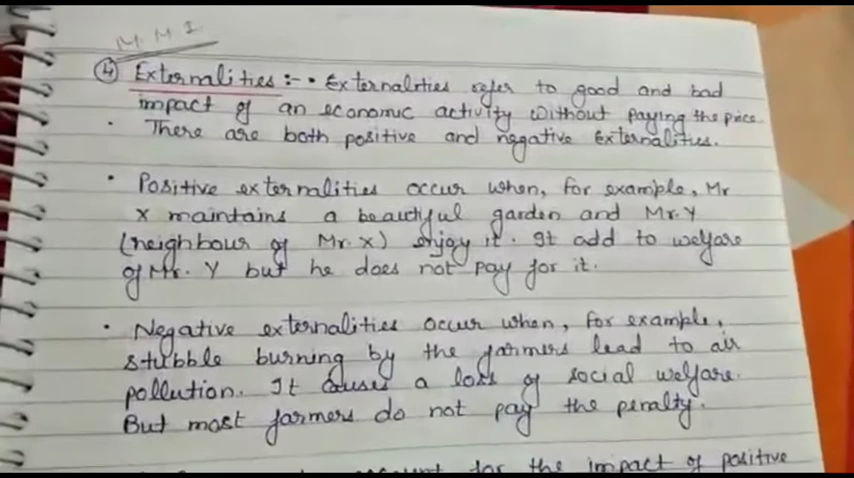 M. M I
④ Externalities :- • Externalities refer to good and bad
impact of an economic activity without paying the price.
• There are both positive and negative externalities.
• Positive externalities occur when, for example, Mr
X maintains a beautiful garden and Mr. Y
(neighbour of Mr. X) enjoy it. It add to welfare
of Mr. Y but he does not pay for it.
• Negative externalities occur when, for example,
stubble burning by the farmers lead to air
pollution. It causes a loss of social welfare.
But most farmers do not pay the penalty.
for the impact of positive